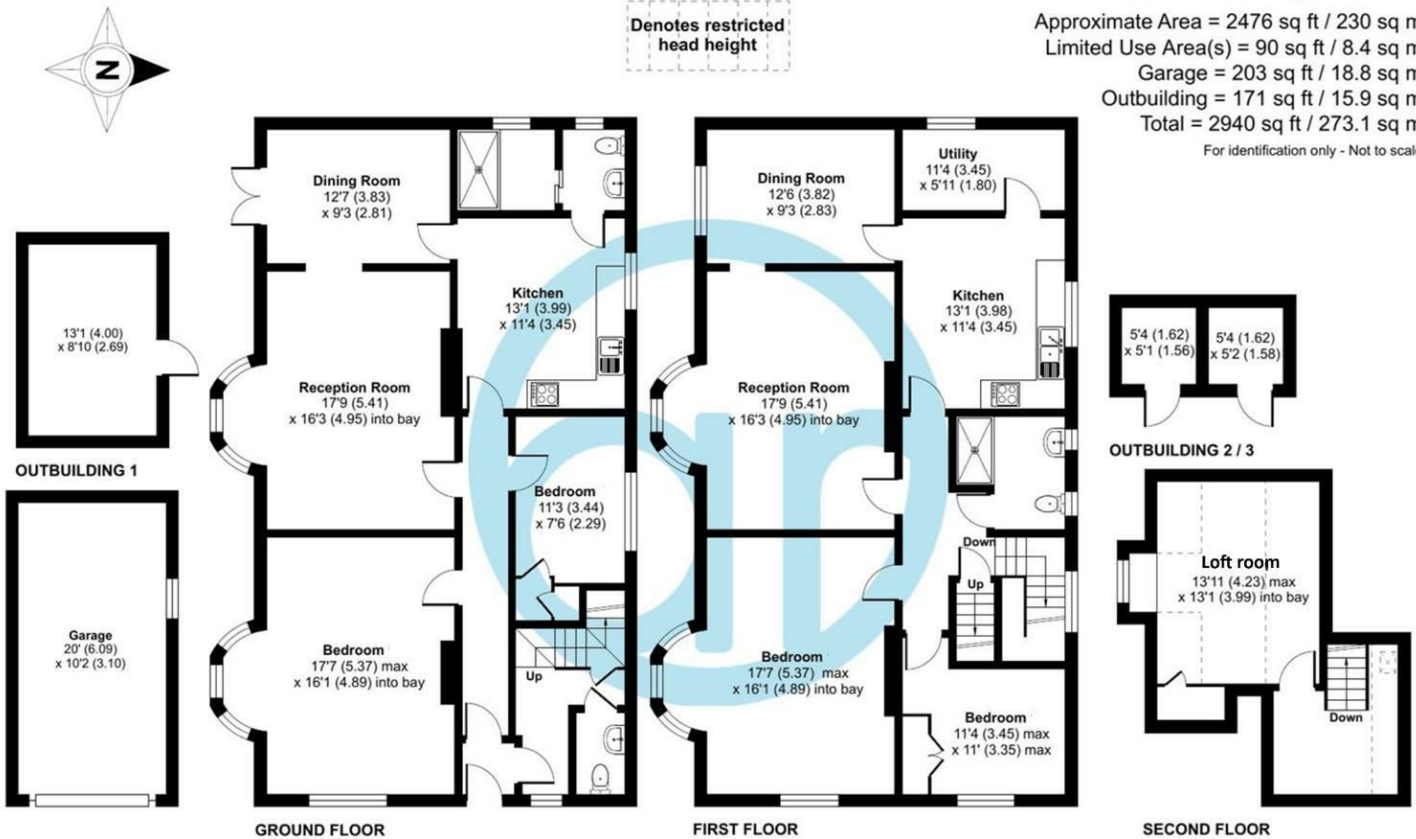 Denotes restricted
head height
Approximate Area = 2476 sq ft / 230 sq m
Limited Use Area(s) = 90 sq ft / 8.4 sq m
Garage = 203 sq ft / 18.8 sq m
Outbuilding = 171 sq ft / 15.9 sq m
Total = 2940 sq ft / 273.1 sq m
For identification only - Not to scale
N
13'1 (4.00)
x 8'10 (2.69)
OUTBUILDING 1
Garage
20' (6.09)
x 10'2 (3.10)
Dining Room
12'7 (3.83)
x 9'3 (2.81)
Kitchen
13'1 (3.99)
x 11'4 (3.45)
Reception Room
17'9 (5.41)
x 16'3 (4.95) into bay
Bedroom
11'3 (3.44)
x 7'6 (2.29)
Bedroom
17'7 (5.37) max
x 16'1 (4.89) into bay
Up
GROUND FLOOR
Dining Room
12'6 (3.82)
x 9'3 (2.83)
Utility
11'4 (3.45)
x 5'11 (1.80)
Kitchen
13'1 (3.98)
x 11'4 (3.45)
Reception Room
17'9 (5.41)
x 16'3 (4.95) into bay
Down
Up
Bedroom
17'7 (5.37) max
x 16'1 (4.89) into bay
Bedroom
11'4 (3.45) max
x 11' (3.35) max
FIRST FLOOR
5'4 (1.62)
x 5'1 (1.56)
5'4 (1.62)
x 5'2 (1.58)
OUTBUILDING 2 / 3
Loft room
13'11 (4.23) max
x 13'1 (3.99) into bay
Down
SECOND FLOOR